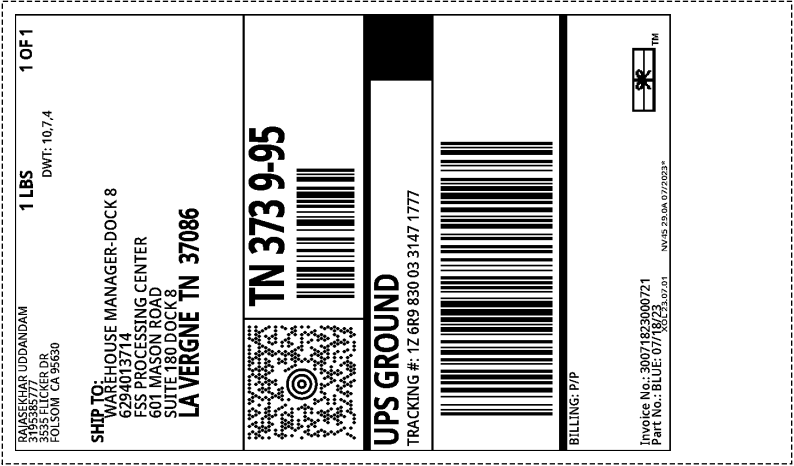 RAJASEKHAR UDDANDAM
3195385777
3535 FLICKER DR
FOLSOM CA 95630
1 LBS
1 OF 1
DWT: 10,7,4
SHIP TO:
WAREHOUSE MANAGER-DOCK 8
6294013714
FSS PROCESSING CENTER
601 MASON ROAD
SUITE 180 DOCK 8
LA VERGNE TN 37086
TN 373 9-95
UPS GROUND
TRACKING #: 1Z 6R9 830 03 3147 1777
BILLING: P/P
Invoice No.: 30071823000721
Part No.: BLUE: 07/18/23
XOL 23.07.01
NV45 29.0A 07/2023*
TM